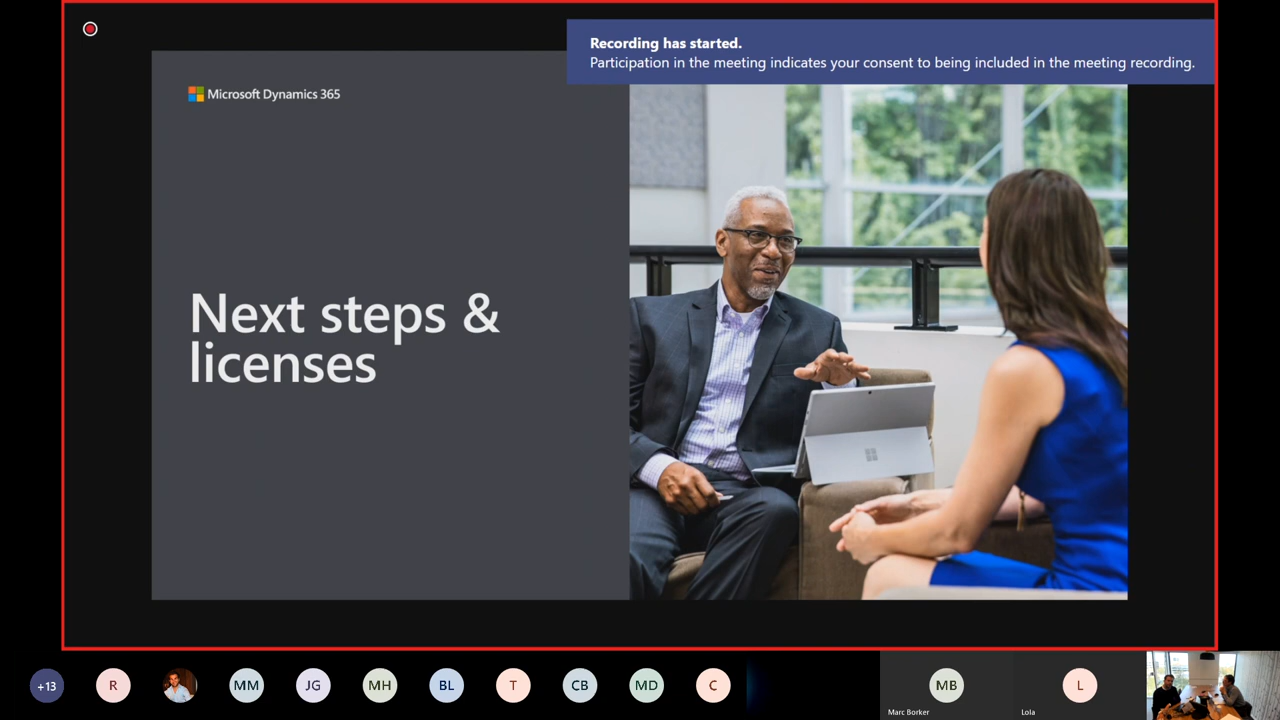 Recording has started.
Participation in the meeting indicates your consent to being included in the meeting recording.
Microsoft Dynamics 365
Next steps &
licenses
+13
R
MM
JG
MH
BL
T
CB
MD
C
MB
Marc Borker
L
Lola